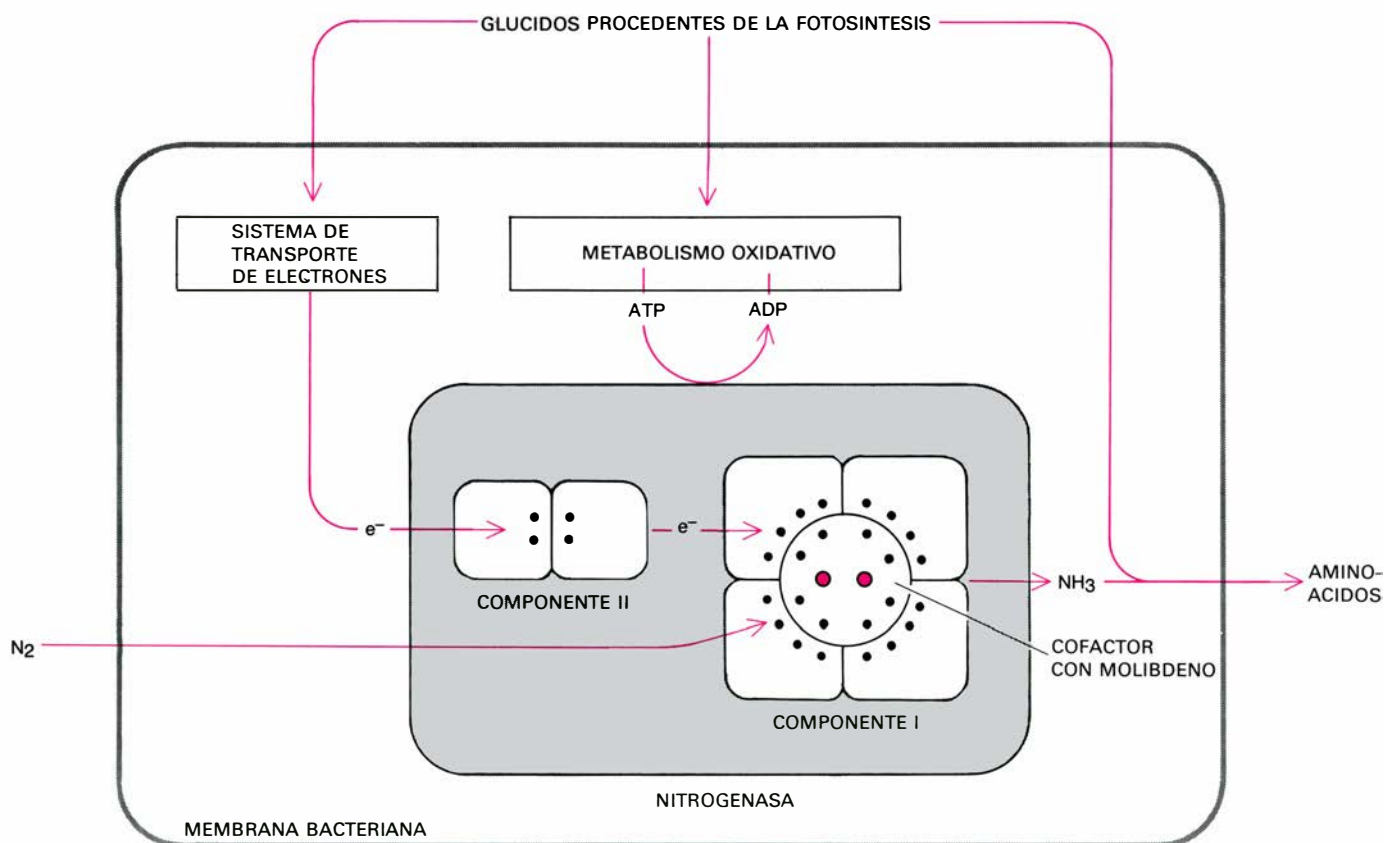 GLUCIDOS PROCEDENTES DE LA FOTOSINTESIS
SISTEMA DE
TRANSPORTE
DE ELECTRONES
METABOLISMO OXIDATIVO
ATP
ADP
e⁻
e⁻
COMPONENTE II
N₂
NH₃
AMINO-
ACIDOS
COFACTOR
CON MOLIBDENO
COMPONENTE I
NITROGENASA
MEMBRANA BACTERIANA